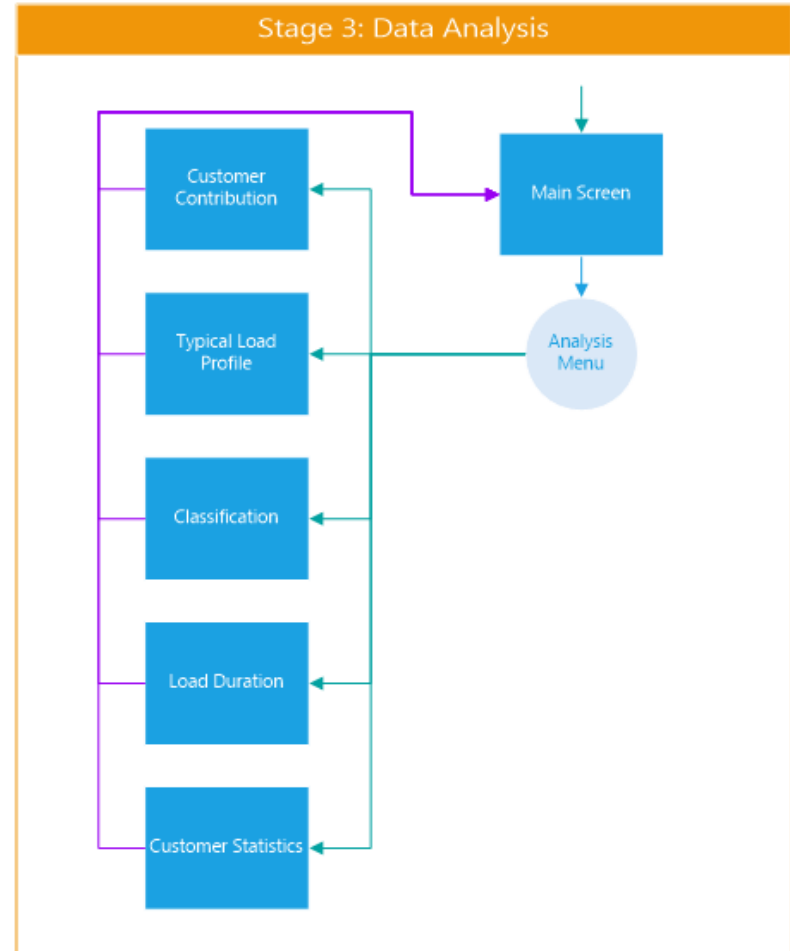 Stage 3: Data Analysis
Customer
Contribution
Main Screen
Typical Load
Profile
Analysis
Menu
Classification
Load Duration
Customer Statistics